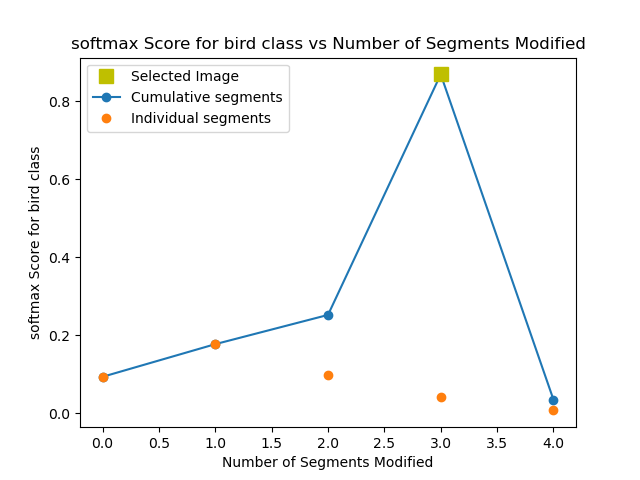 softmax Score for bird class vs Number of Segments Modified
Selected Image
Cumulative segments
Individual segments
softmax Score for bird class
0.8
0.6
0.4
0.2
0.0
0.0 0.5 1.0 1.5 2.0 2.5 3.0 3.5 4.0
Number of Segments Modified